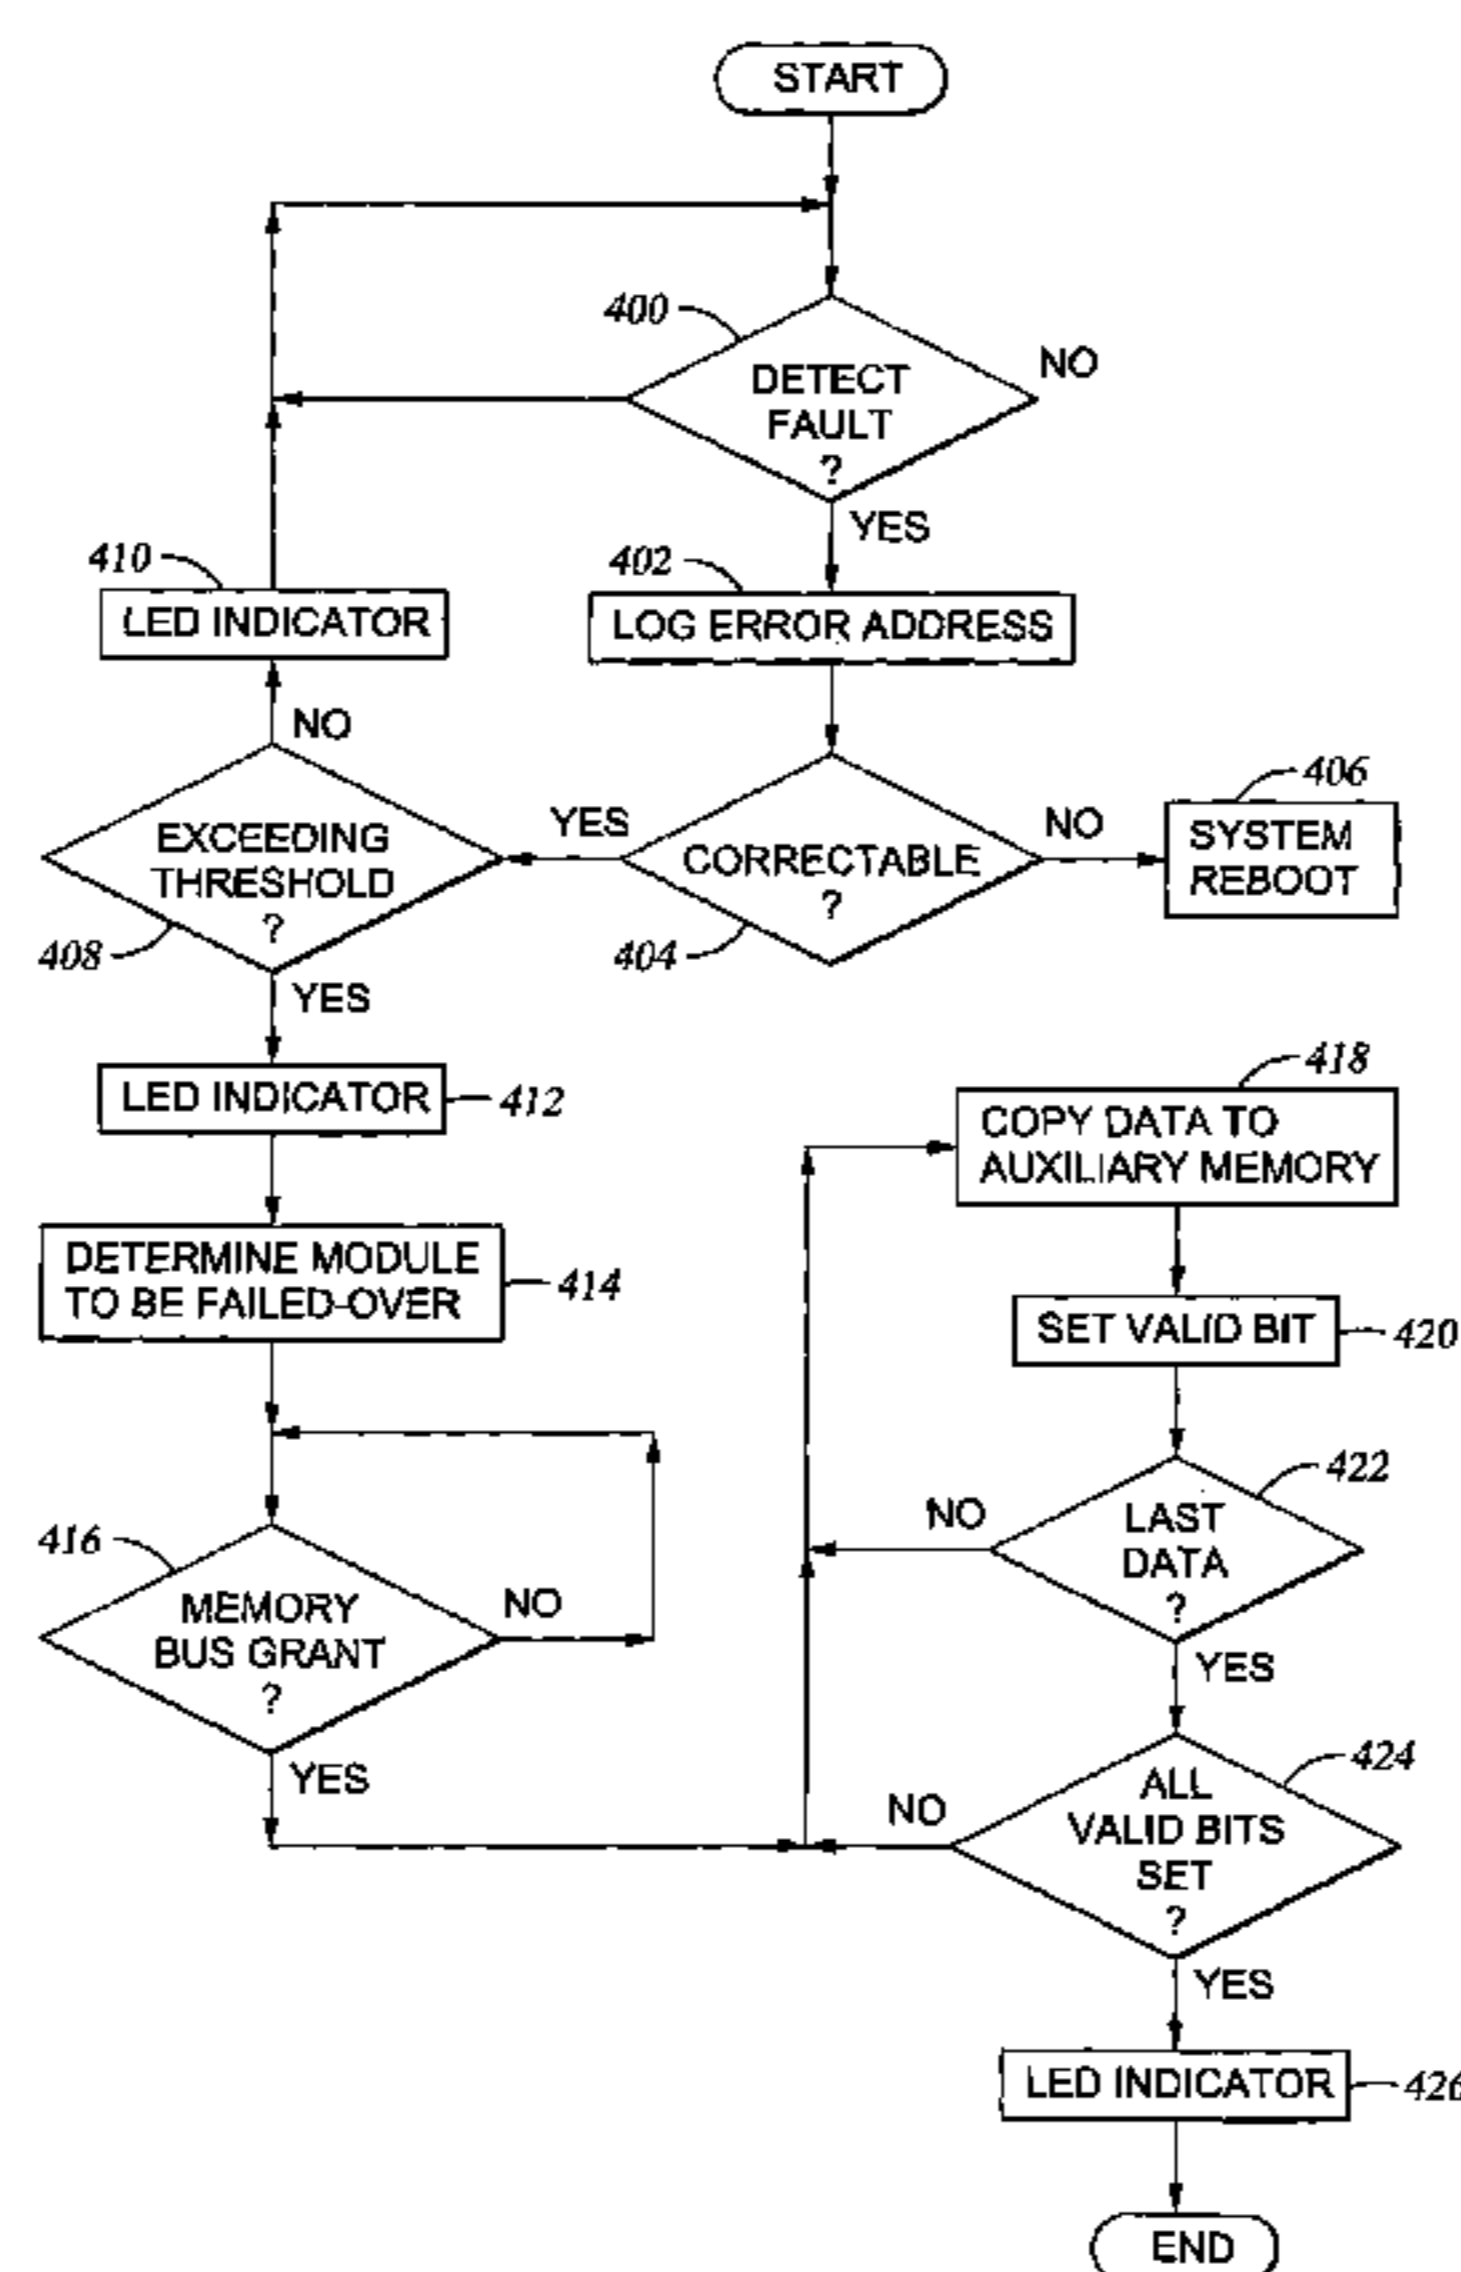 START
400
DETECT
FAULT
?
NO
YES
410
LED INDICATOR
402
LOG ERROR ADDRESS
NO
EXCEEDING
THRESHOLD
?
408
YES
YES
CORRECTABLE
?
404
NO
406
SYSTEM
REBOOT
LED INDICATOR
412
DETERMINE MODULE
TO BE FAILED-OVER
414
416
MEMORY
BUS GRANT
?
NO
YES
418
COPY DATA TO
AUXILIARY MEMORY
SET VALID BIT
420
422
NO
LAST
DATA
?
YES
424
NO
ALL
VALID BITS
SET
?
YES
LED INDICATOR
426
END